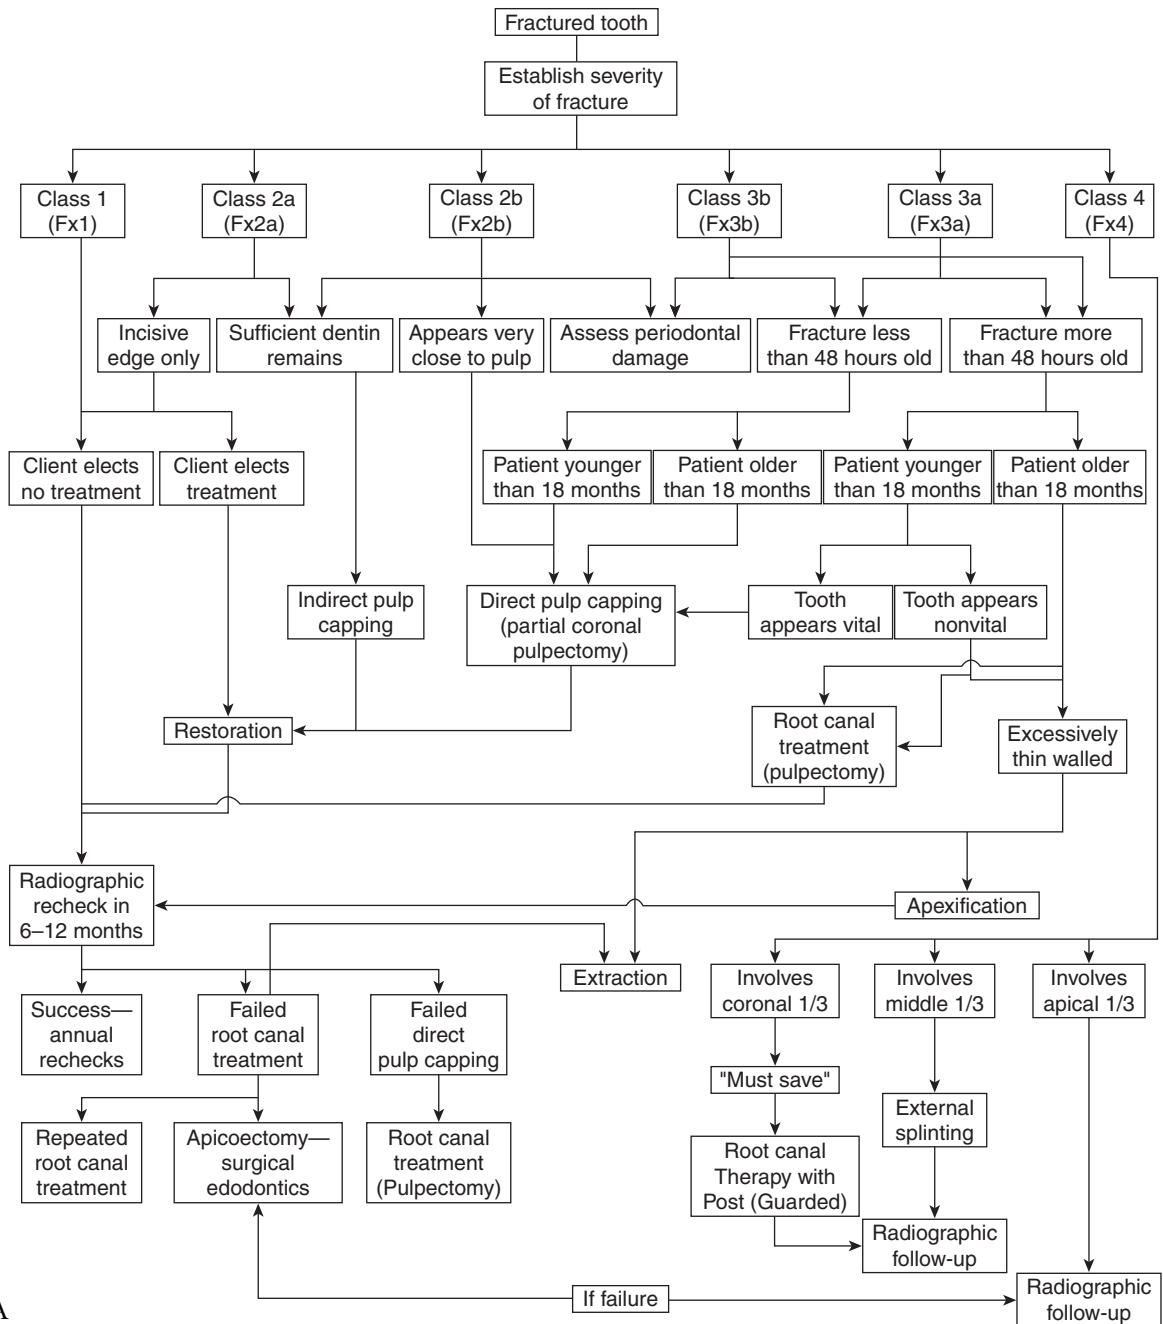 Fractured tooth
Establish severity
of fracture
Class 1
(Fx1)
Class 2a
(Fx2a)
Class 2b
(Fx2b)
Class 3b
(Fx3b)
Class 3a
(Fx3a)
Class 4
(Fx4)
Incisive
edge only
Sufficient dentin
remains
Appears very
close to pulp
Assess periodontal
damage
Fracture less
than 48 hours old
Fracture more
than 48 hours old
Client elects
no treatment
Client elects
treatment
Patient younger
than 18 months
Patient older
than 18 months
Patient younger
than 18 months
Patient older
than 18 months
Indirect pulp
capping
Direct pulp capping
(partial coronal
pulpectomy)
Tooth
appears vital
Tooth appears
nonvital
Restoration
Root canal
treatment
(pulpectomy)
Excessively
thin walled
Radiographic
recheck in
6–12 months
Apexification
Extraction
Involves
coronal 1/3
Involves
middle 1/3
Involves
apical 1/3
Success—
annual
rechecks
Failed
root canal
treatment
Failed
direct
pulp capping
"Must save"
External
splinting
Repeated
root canal
treatment
Apicoectomy—
surgical
edodontics
Root canal
treatment
(Pulpectomy)
Root canal
Therapy with
Post (Guarded)
Radiographic
follow-up
If failure
Radiographic
follow-up
A